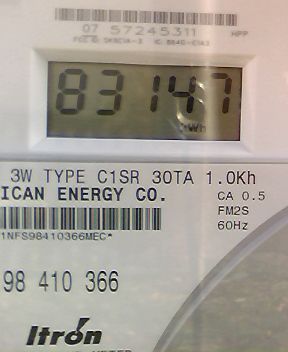 07 57245311 HPP
83147
kWh
3W TYPE C1SR 30TA 1.0Kh
ICAN ENERGY CO.
CA 0.5
FM2S
60Hz
1NFS98410366MEC*
98 410 366
Itron